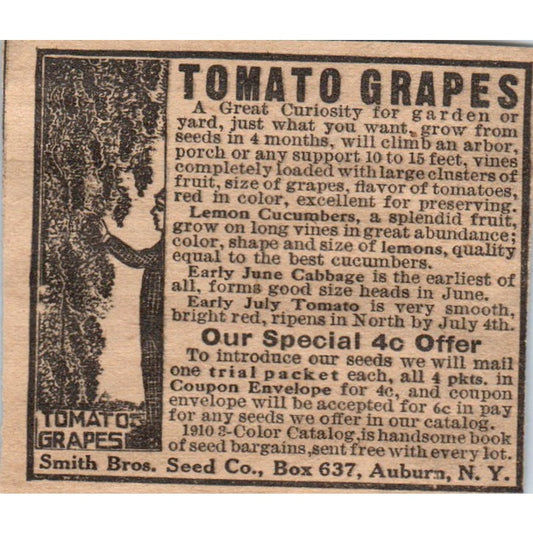 TOMATO GRAPES
A Great Curiosity for garden or
yard, just what you want, grow from
seeds in 4 months, will climb an arbor,
porch or any support 10 to 15 feet, vines
completely loaded with large clusters of
fruit, size of grapes, flavor of tomatoes,
red in color, excellent for preserving.
Lemon Cucumbers, a splendid fruit,
grow on long vines in great abundance;
color, shape and size of lemons, quality
equal to the best cucumbers.
Early June Cabbage is the earliest of
all, forms good size heads in June.
Early July Tomato is very smooth,
bright red, ripens in North by July 4th.
Our Special 4c Offer
To introduce our seeds we will mail
one trial packet each, all 4 pkts. in
Coupon Envelope for 4c, and coupon
envelope will be accepted for 6c in pay
for any seeds we offer in our catalog.
1910 3-Color Catalog, is handsome book
of seed bargains, sent free with every lot.
TOMATO
GRAPES
Smith Bros. Seed Co., Box 637, Auburn, N. Y.